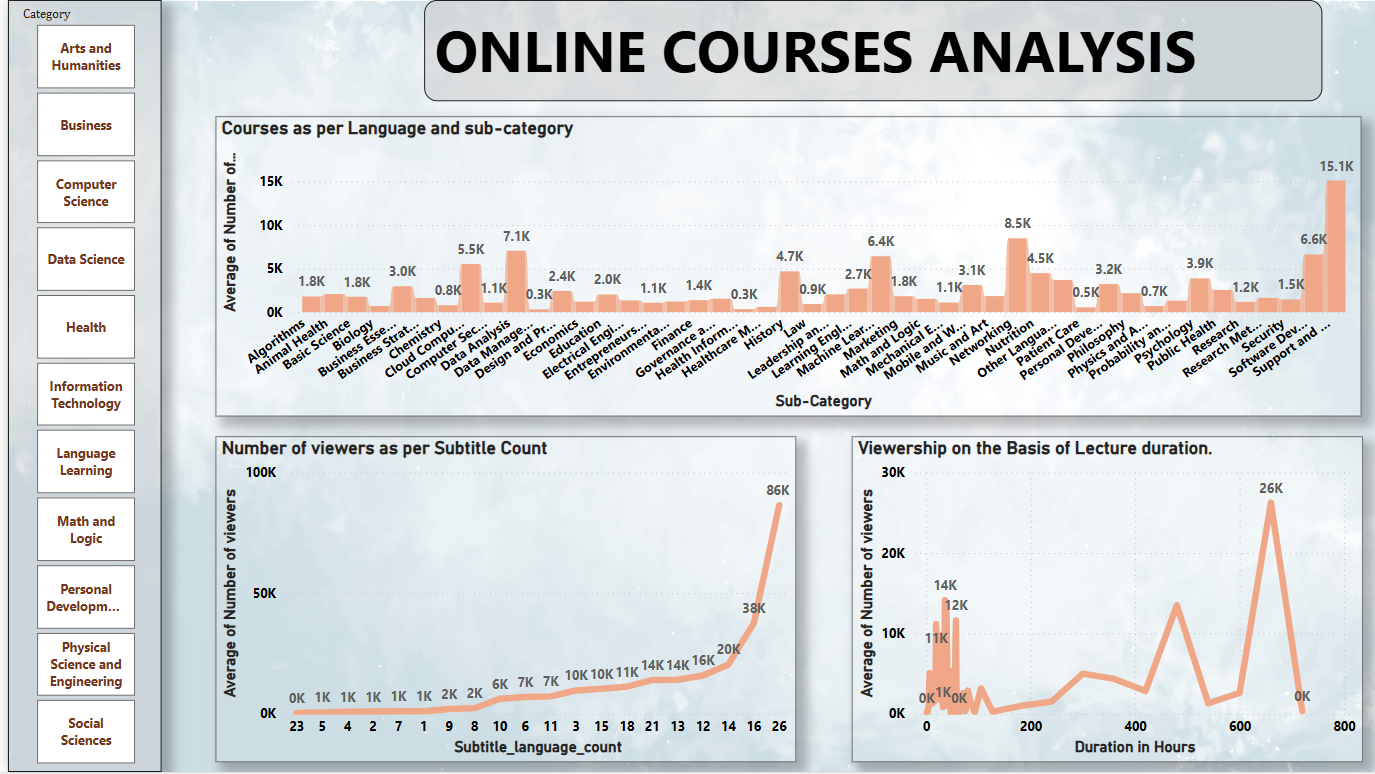 Category
Arts and
Humanities
Business
Computer
Science
Data Science
Health
Information
Technology
Language
Learning
Math and
Logic
Personal
Developm...
Physical
Science and
Engineering
Social
Sciences
ONLINE COURSES ANALYSIS
Courses as per Language and sub-category
Average of Number of...
15K
10K
5K
0K
1.8K
1.8K
3.0K
0.8K
5.5K
1.1K
7.1K
0.3K
2.4K
2.0K
1.1K
1.4K
0.3K
4.7K
0.9K
2.7K
6.4K
1.8K
1.1K
3.1K
8.5K
4.5K
0.5K
3.2K
0.7K
3.9K
1.2K
1.5K
6.6K
15.1K
Algorithms
Animal Health
Basic Science
Biology
Business Esse...
Business Strat...
Chemistry
Cloud Compu...
Computer Sec...
Data Analysis
Data Manage...
Design and Pr...
Economics
Education
Electrical Engi...
Entrepreneurs...
Environmenta...
Finance
Governance a...
Health Inform...
Healthcare M...
History
Law
Leadership an...
Learning Engl...
Machine Lear...
Marketing
Math and Logic
Mechanical E...
Mobile and W...
Music and Art
Networking
Nutrition
Other Langua...
Patient Care
Personal Deve...
Philosophy
Physics and A...
Probability an...
Psychology
Public Health
Research
Research Met...
Security
Software Dev...
Support and ...
Sub-Category
Number of viewers as per Subtitle Count
Average of Number of viewers
100K
50K
0K
0K 1K 1K 1K 1K 1K 2K 2K 6K 7K 7K 10K 10K 11K 14K 14K 16K 20K 38K 86K
23 5 4 2 7 1 9 8 10 6 11 3 15 18 21 13 12 14 16 26
Subtitle_language_count
Viewership on the Basis of Lecture duration.
Average of Number of viewers
30K
20K
10K
0K
0K
11K
14K
1K
12K
0K
26K
0K
0 200 400 600 800
Duration in Hours